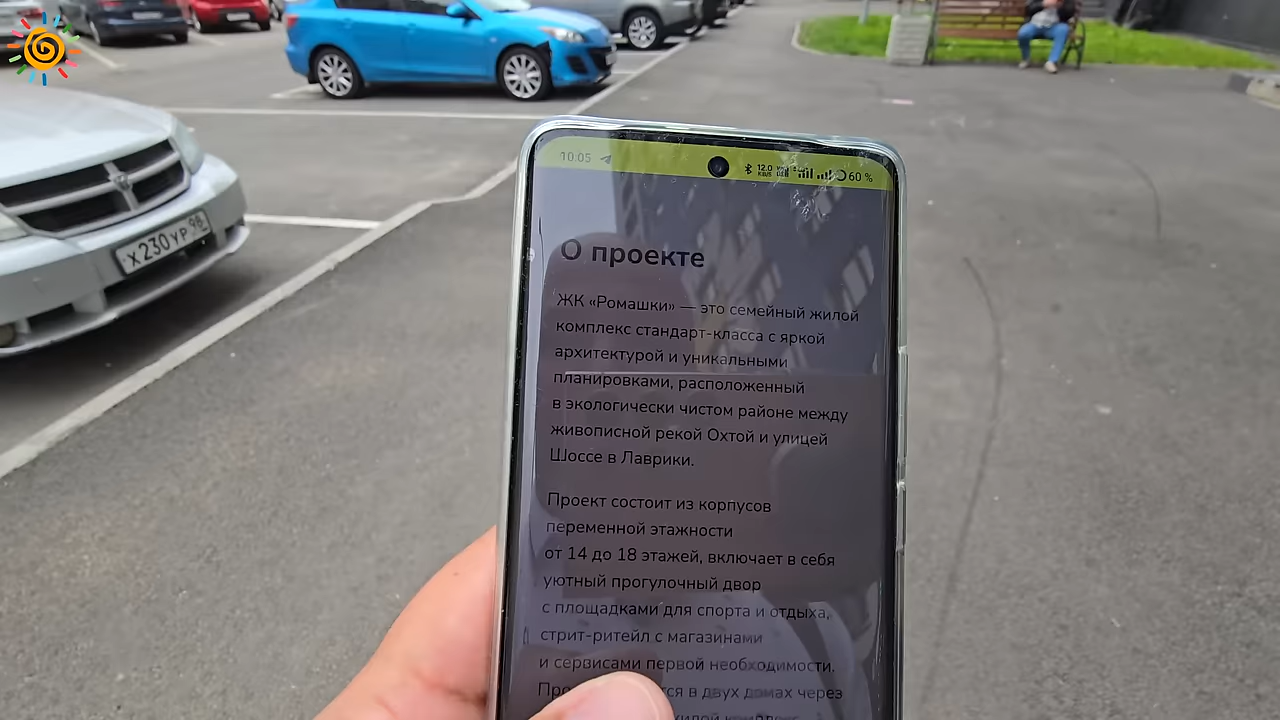 10:05
12.0
KB/S
60 %
О проекте
ЖК «Ромашки» — это семейный жилой
комплекс стандарт-класса с яркой
архитектурой и уникальными
планировками, расположенный
в экологически чистом районе между
живописной рекой Охтой и улицей
Шоссе в Лаврики.
Проект состоит из корпусов
переменной этажности
от 14 до 18 этажей, включает в себя
уютный прогулочный двор
с площадками для спорта и отдыха,
стрит-ритейл с магазинами
и сервисами первой необходимости.
в двух домах через
Х230УР 98